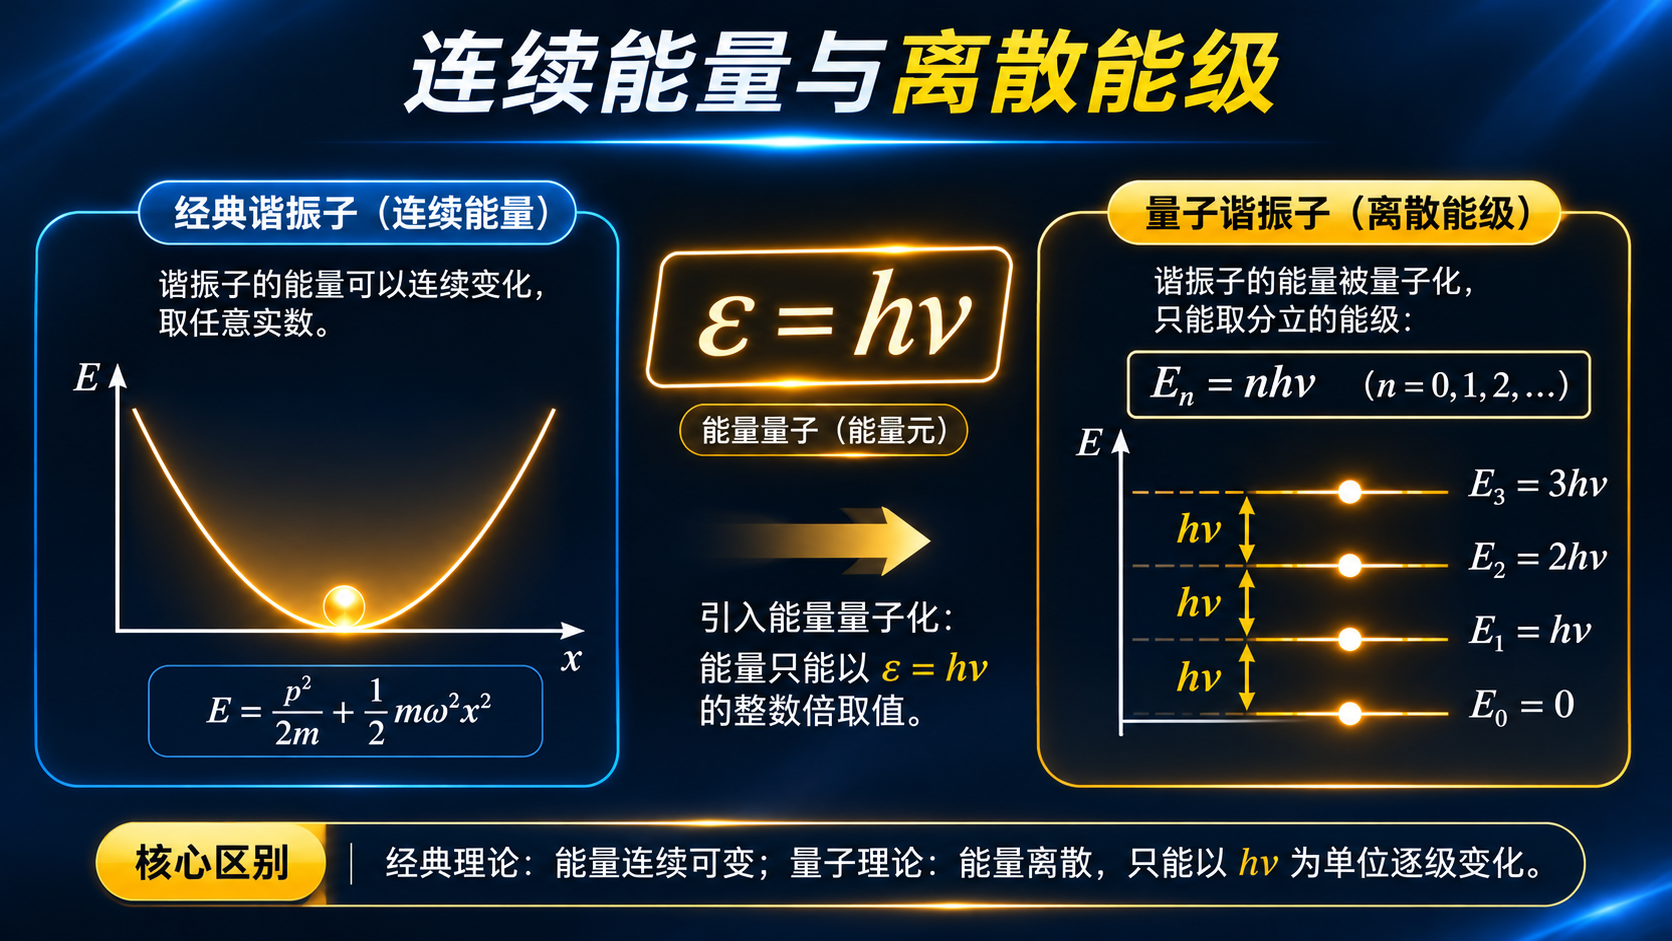 连续能量与离散能级
经典谐振子（连续能量）
谐振子的能量可以连续变化，
取任意实数。
E
x
E = p²/2m + 1/2 mω²x²
ε = hν
能量量子（能量元）
引入能量量子化：
能量只能以 ε = hν
的整数倍取值。
量子谐振子（离散能级）
谐振子的能量被量子化，
只能取分立的能级：
Eₙ = nhν （n = 0, 1, 2, …）
E
E₃ = 3hν
hν
E₂ = 2hν
hν
E₁ = hν
hν
E₀ = 0
核心区别 | 经典理论：能量连续可变；量子理论：能量离散，只能以 hν 为单位逐级变化。